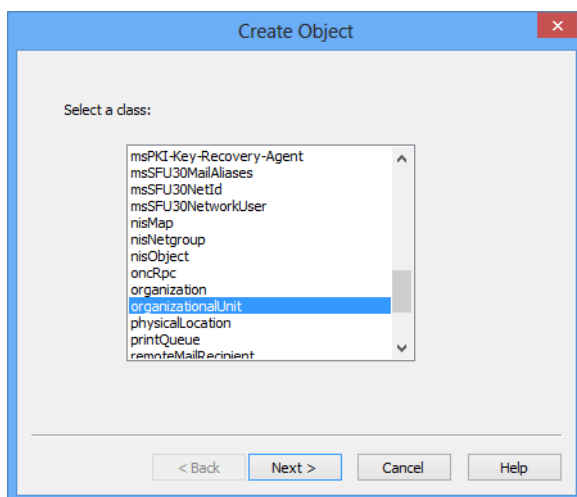 Create Object
Select a class:
msPKI-Key-Recovery-Agent
msSFU30MailAliases
msSFU30NetId
msSFU30NetworkUser
nisMap
nisNetgroup
nisObject
oncRpc
organization
organizationalUnit
physicalLocation
printQueue
remoteMailRecipient
< Back Next > Cancel Help